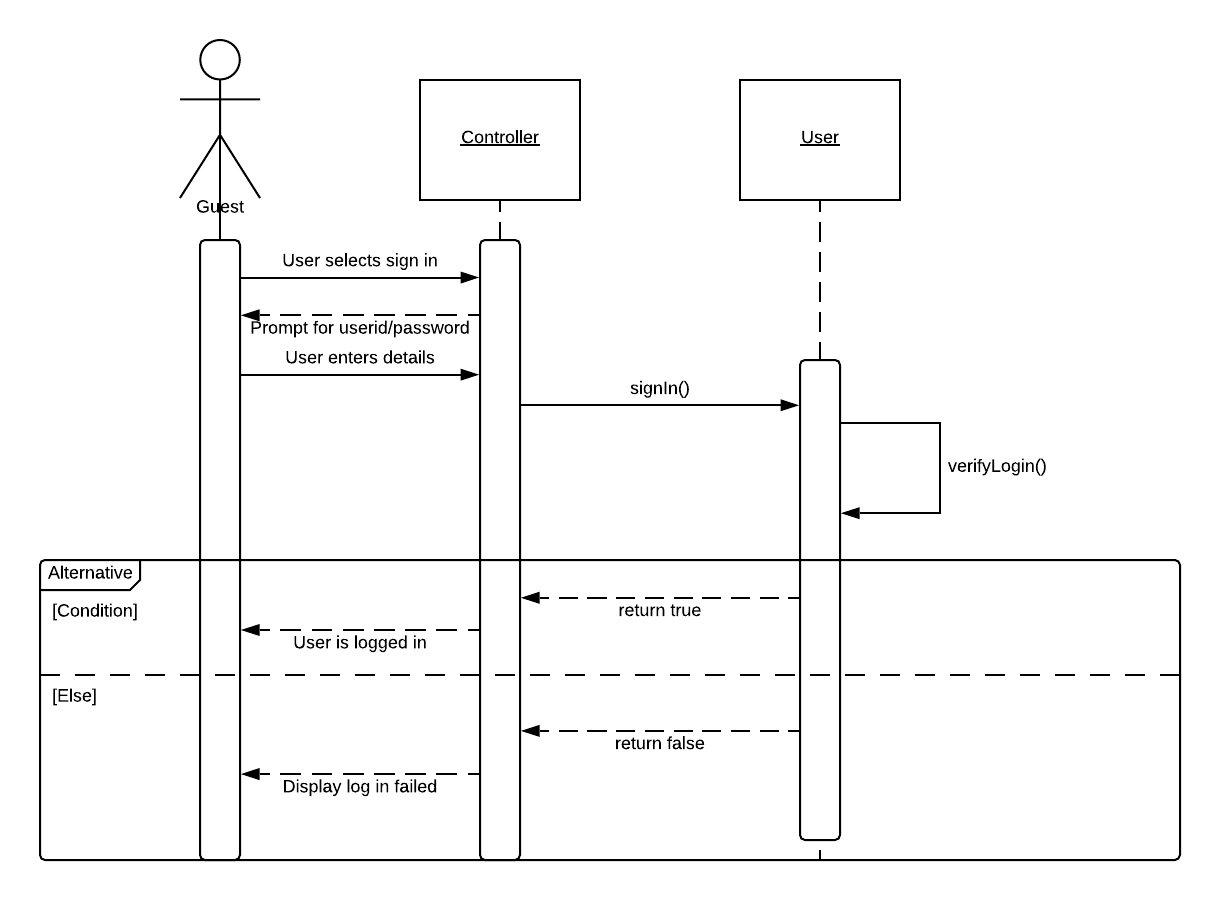 Controller
User
Guest
User selects sign in
Prompt for userid/password
User enters details
signIn()
verifyLogin()
Alternative
[Condition]
return true
User is logged in
[Else]
return false
Display log in failed